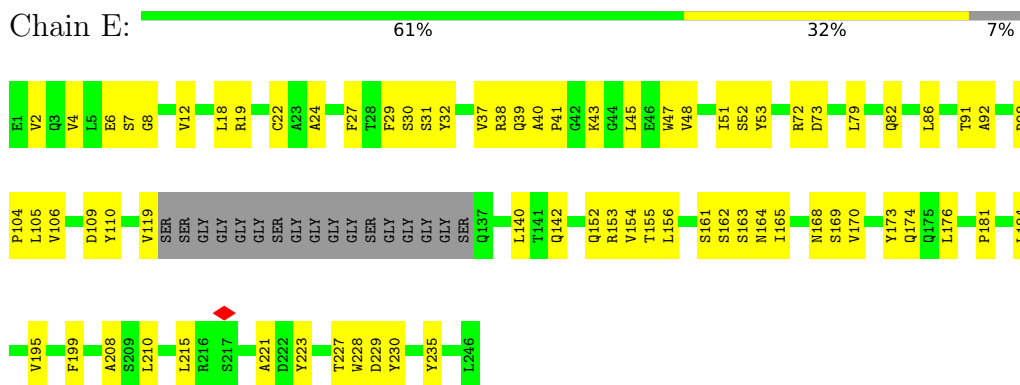 Chain E:
61% 32% 7%
E1 V2 Q3 V4 L5 E6 S7 G8 V12 L18 R19 C22 A23 A24 F27 T28 F29 S30 S31 Y32 V37 R38 Q39 A40 P41 G42 K43 G44 L45 E46 W47 V48 I51 S52 Y53 R72 D73 L79 Q82 L86 T91 A92
P104 L105 V106 D109 Y110 V119 SER SER GLY GLY GLY GLY SER GLY GLY GLY GLY SER GLY GLY GLY GLY SER Q137 L140 T141 Q142 Q152 R153 V154 T155 L156 S161 S162 S163 N164 I165 N168 S169 V170 Y173 Q174 Q175 L176 P181
V195 F199 A208 S209 L210 L215 R216 S217 A221 D222 Y223 T227 W228 D229 Y230 Y235 L246